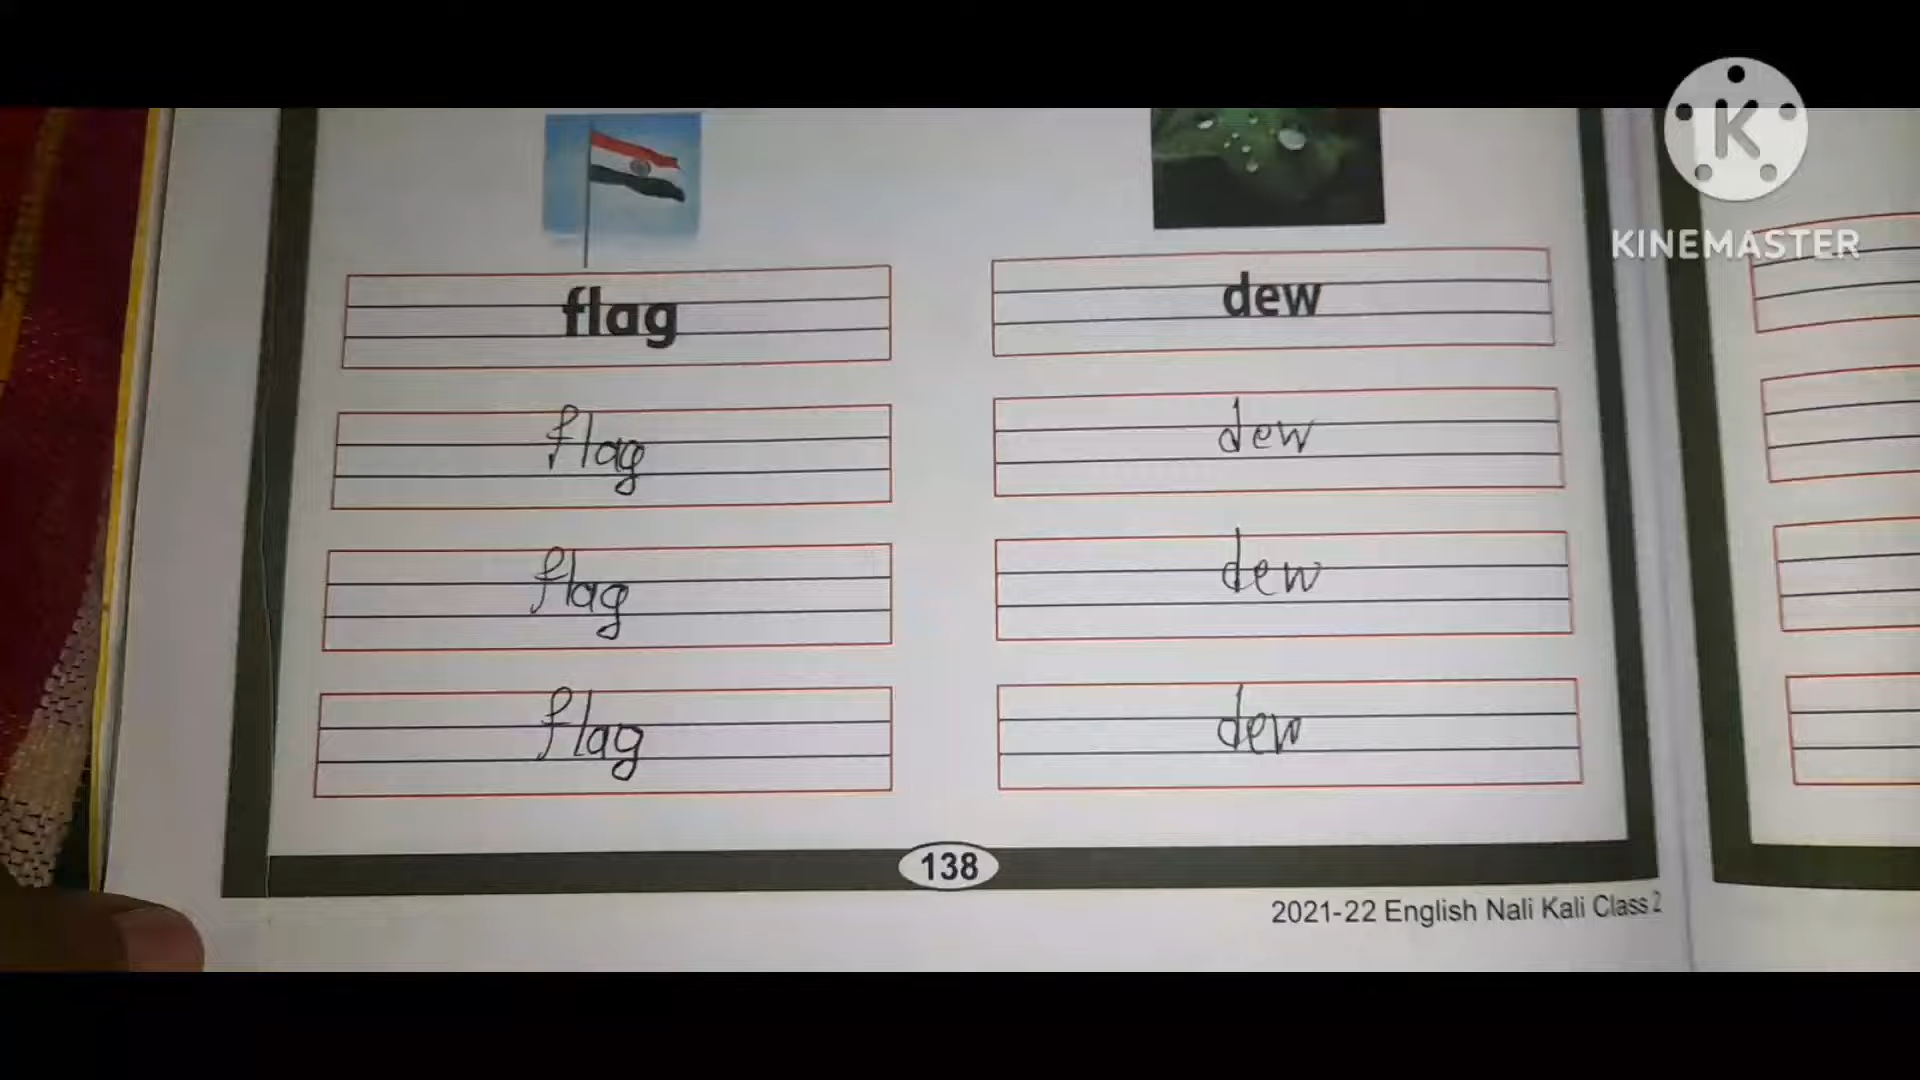 K
KINEMASTER
flag
dew
flag
dew
flag
dew
flag
dew
138
2021-22 English Nali Kali Class 2